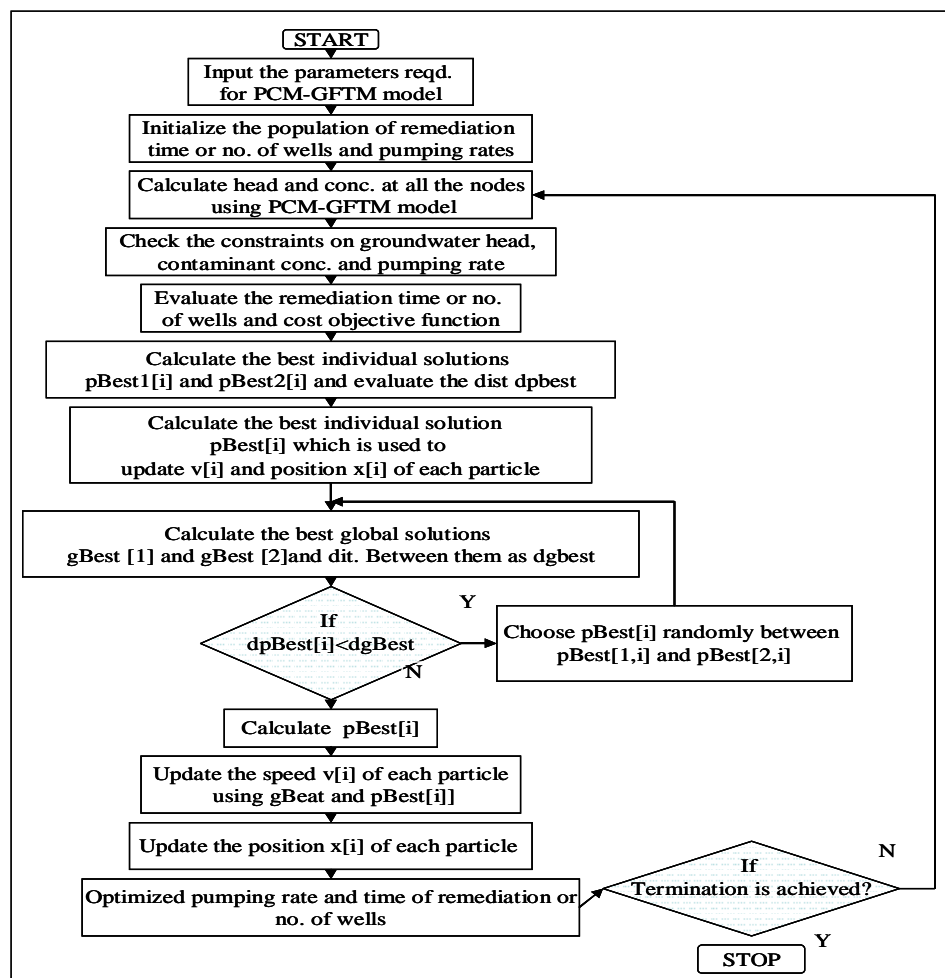 START
Input the parameters reqd.
for PCM-GFTM model
Initialize the population of remediation
time or no. of wells and pumping rates
Calculate head and conc. at all the nodes
using PCM-GFTM model
Check the constraints on groundwater head,
contaminant conc. and pumping rate
Evaluate the remediation time or no.
of wells and cost objective function
Calculate the best individual solutions
pBest1[i] and pBest2[i] and evaluate the dist dpbest
Calculate the best individual solution
pBest[i] which is used to
update v[i] and position x[i] of each particle
Calculate the best global solutions
gBest [1] and gBest [2]and dit. Between them as dgbest
If
dpBest[i]<dgBest
Y
N
Choose pBest[i] randomly between
pBest[1,i] and pBest[2,i]
Calculate pBest[i]
Update the speed v[i] of each particle
using gBeat and pBest[i]]
Update the position x[i] of each particle
Optimized pumping rate and time of remediation or
no. of wells
If
Termination is achieved?
N
Y
STOP